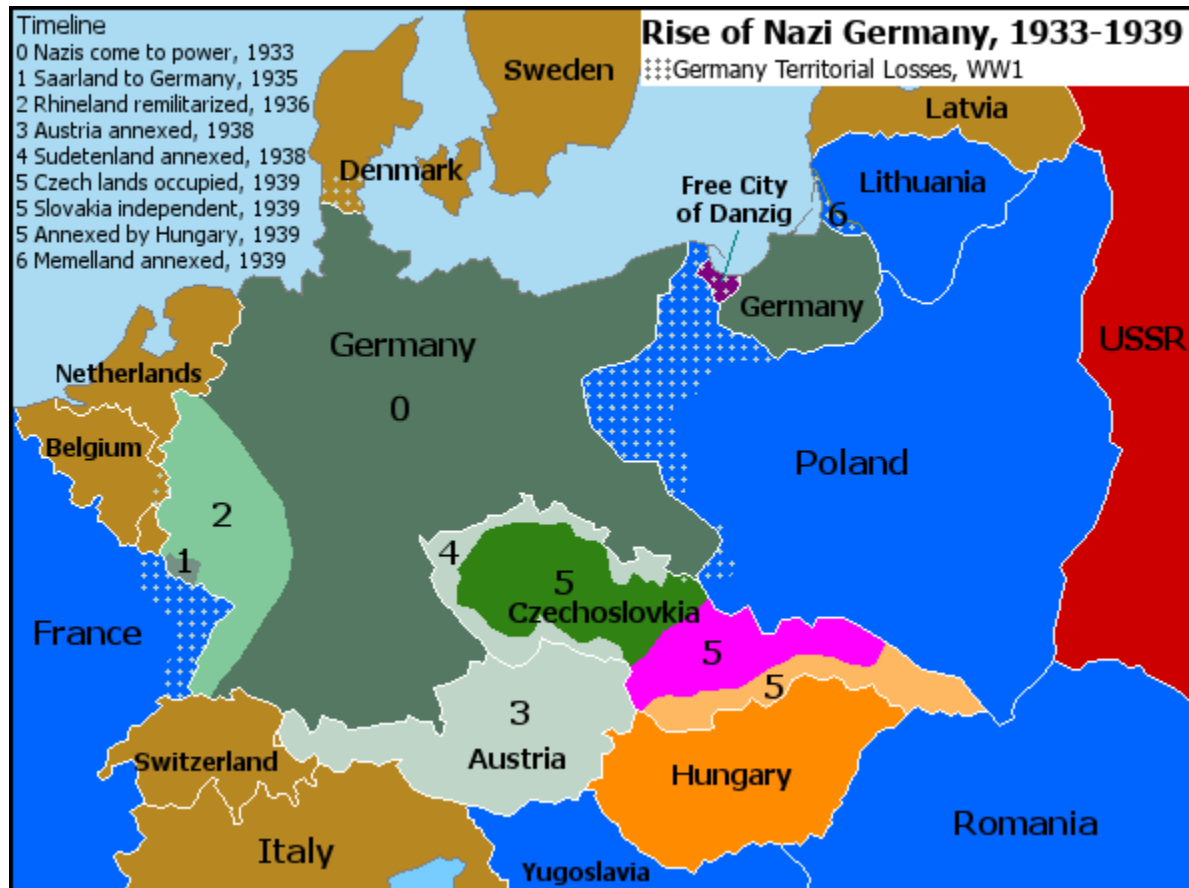 Timeline
0 Nazis come to power, 1933
1 Saarland to Germany, 1935
2 Rhineland remilitarized, 1936
3 Austria annexed, 1938
4 Sudetenland annexed, 1938
5 Czech lands occupied, 1939
5 Slovakia independent, 1939
5 Annexed by Hungary, 1939
6 Memelland annexed, 1939
Rise of Nazi Germany, 1933-1939
Germany Territorial Losses, WW1
Sweden
Latvia
Denmark
Free City
of Danzig
Lithuania
6
Germany
Germany
USSR
Netherlands
0
Belgium
Poland
2
4
1
5
Czechoslovkia
France
5
5
3
Switzerland
Austria
Hungary
Romania
Italy
Yugoslavia